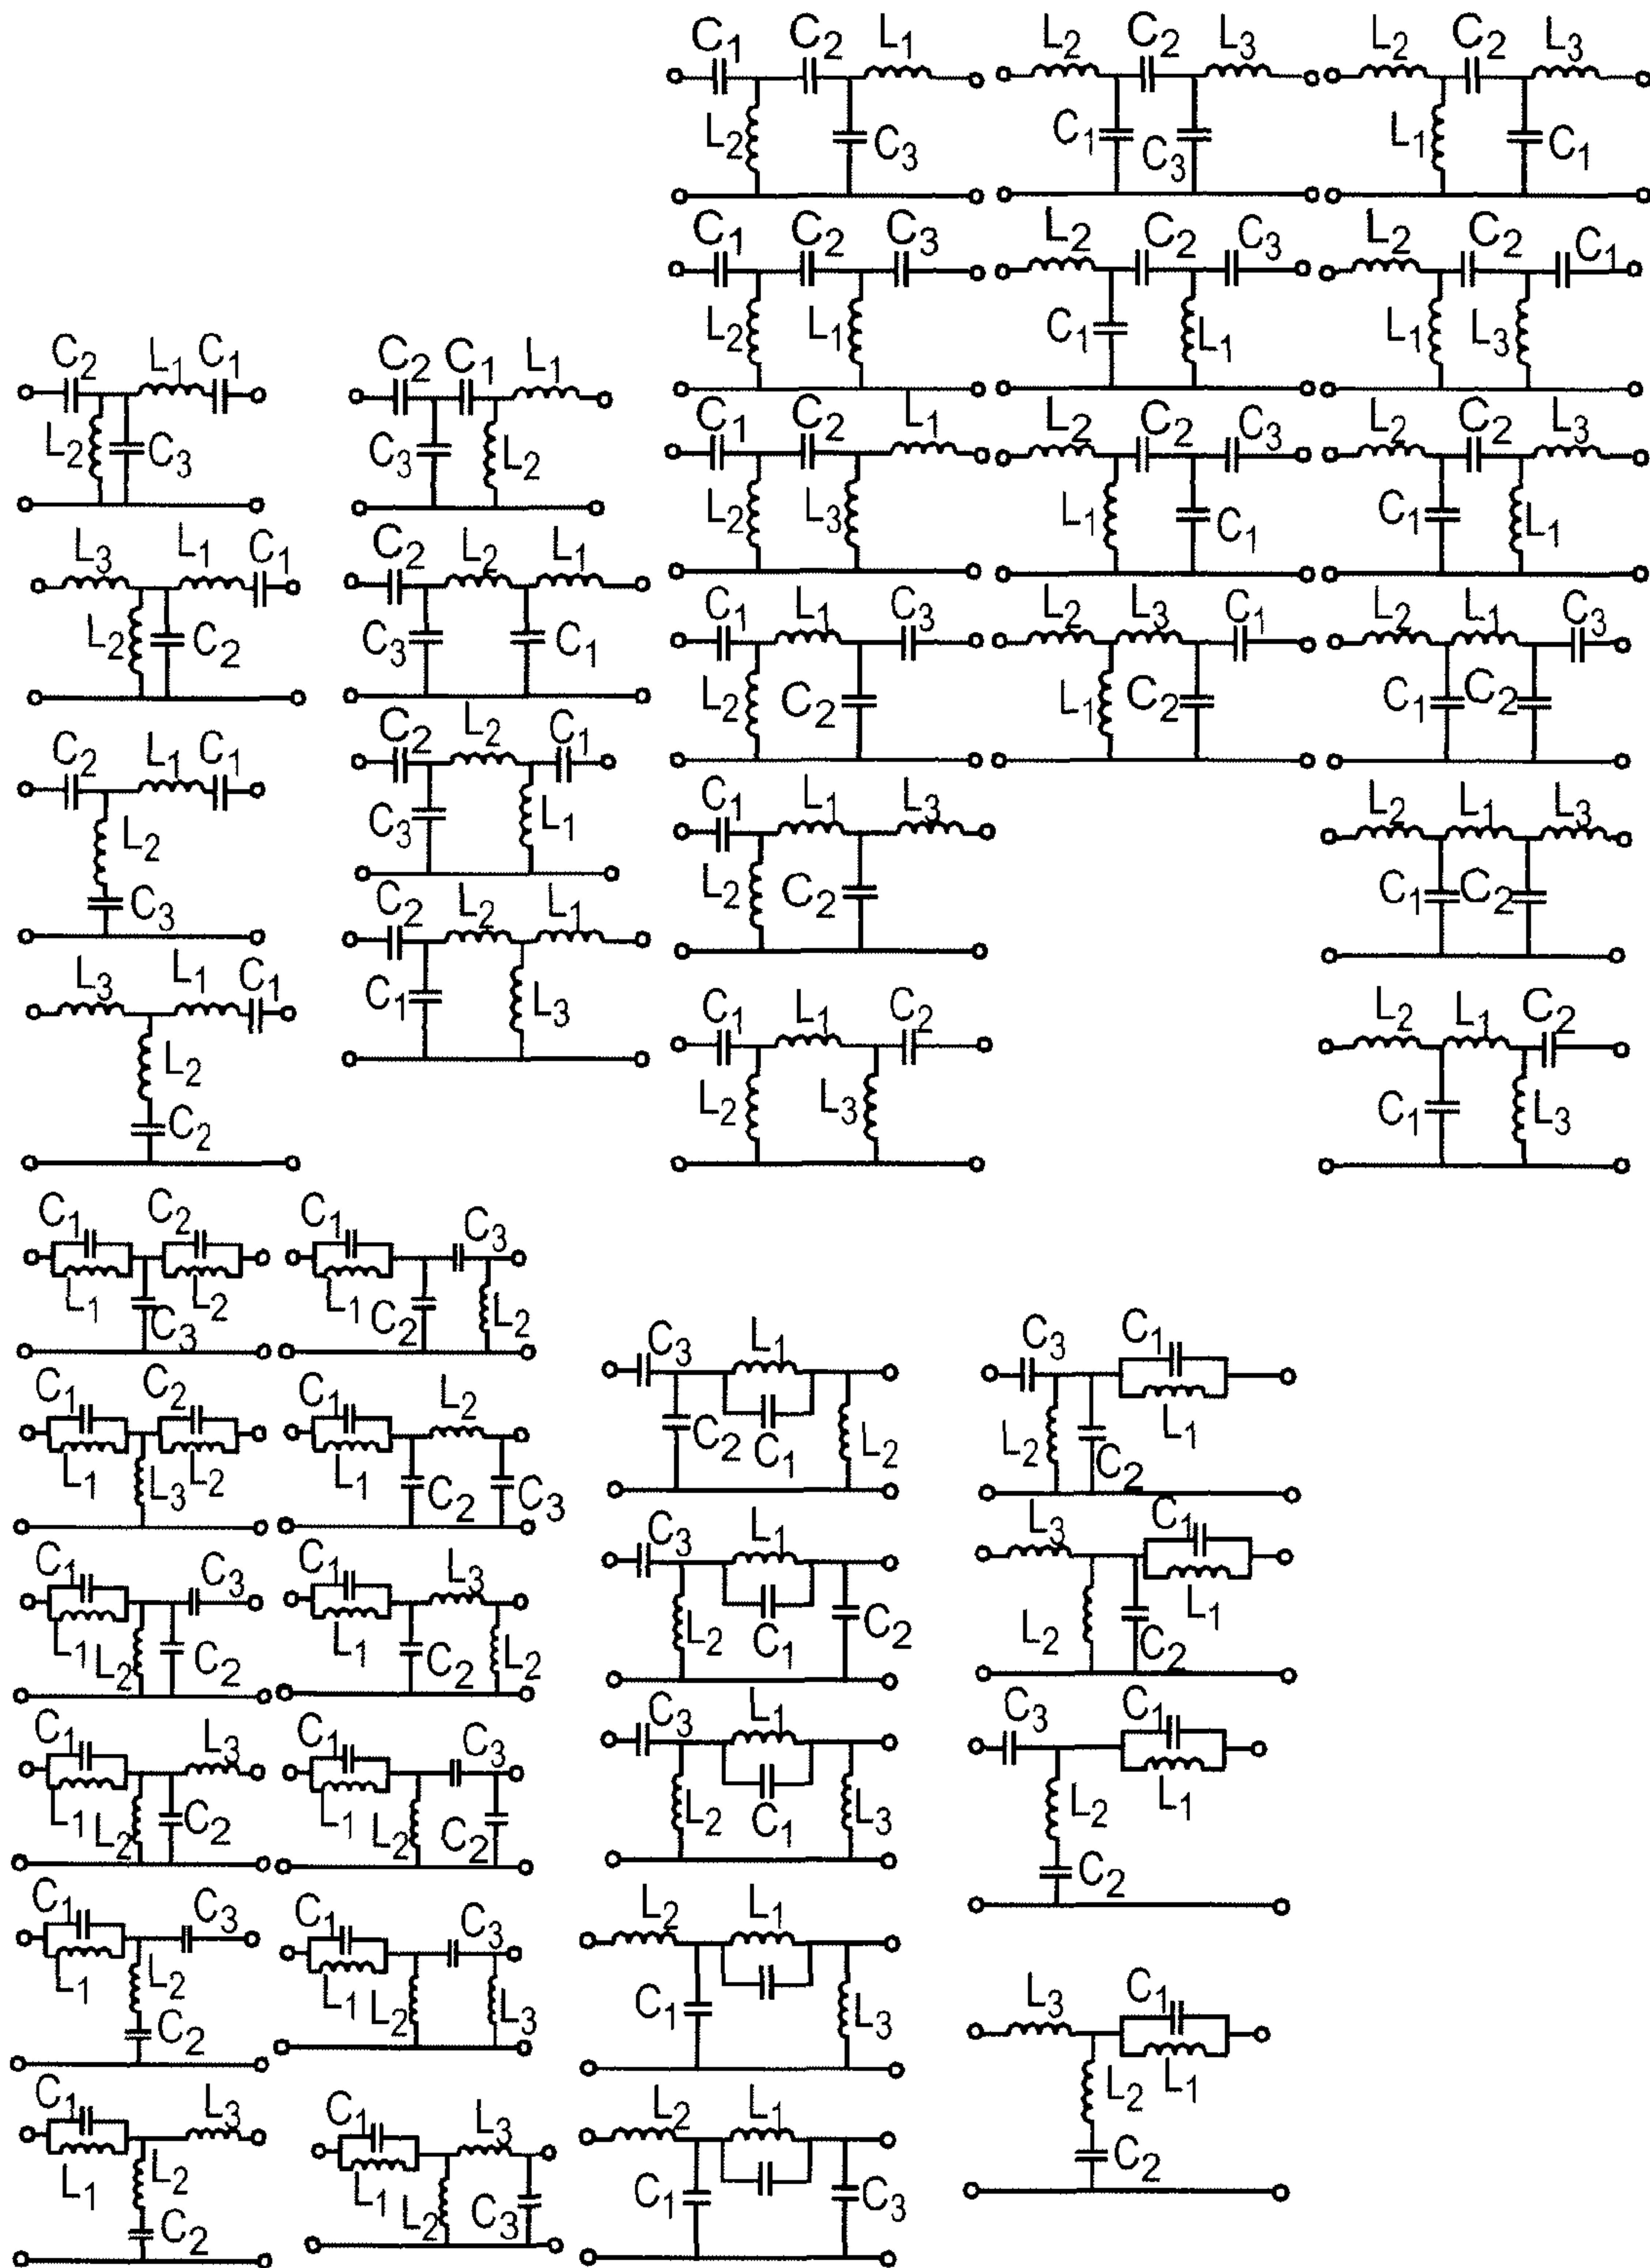 C1 C2 L1 L2 C2 L3 L2 C2 L3
L2 C3 C1 C3 L1 C1
C1 C2 C3 L2 C2 C3 L2 C2 C1
L2 L1 C1 L1 L1 L3
C2 L1 C1 C2 C1 L1
L2 C3 C3 L2
C1 C2 L1 L2 C2 C3 L2 C2 L3
L2 L3 L1 C1 C1 L1
L3 L1 C1 C2 L2 L1
L2 C2 C3 C1
C1 L1 C3 L2 L3 C1 L2 L1 C3
L2 C2 L1 C2 C1 C2
C2 L1 C1 C2 L2 C1
L2 C3 C3 L1
C1 L1 L3 L2 L1 L3
L2 C2 C1 C2
C2 L2 L1
C1 L3
L3 L1 C1
L2 C2
C1 L1 C2 L2 L1 C2
L2 L3 C1 L3
C1 C2 C1 C3
L1 C3 L2 L1 C2 L2
C3 L1 C3 C1
C2 C1 L2 L2 C2 L1
C1 C2 C1 L2
L1 L3 L2 L1 C2 C3
C3 L1 L3 C1
L2 C1 C2 L2 C2 L1
C1 C3 C1 L3
L1 L2 C2 L1 C2 L2
C3 L1 C3 C1
L2 C1 L3 L2 L1 C2
C1 L3 C1 C3
L1 L2 C2 L1 L2 C2
C1 C3 C1 C3
L1 L2 C2 L1 L2 L3
L2 L1
C1 L3
L3 C1
L2 L1 C2
C1 L3 C1 L3
L1 L2 C2 L1 L2 C3
L2 L1
C1 C3